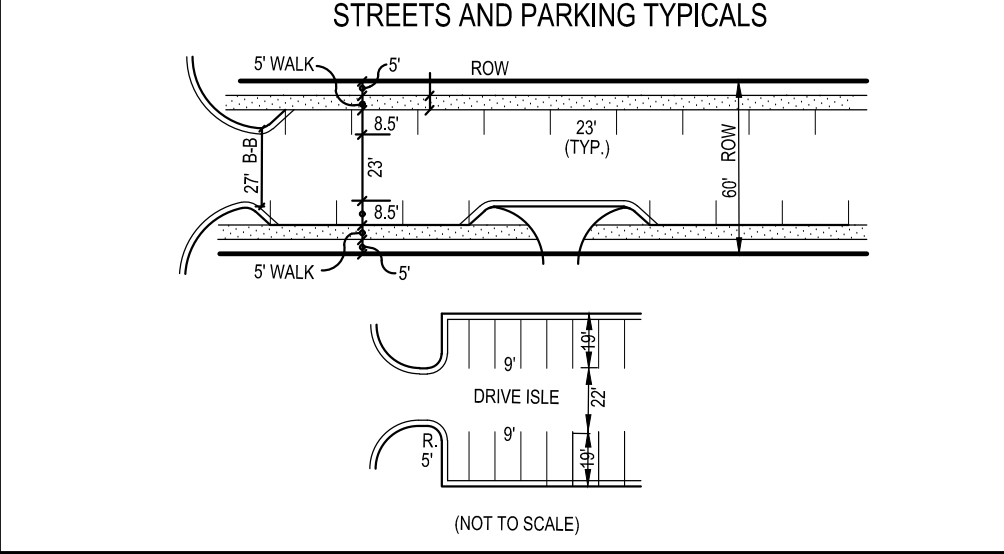 STREETS AND PARKING TYPICALS
5' WALK
5'
ROW
8.5'
23'
(TYP.)
27' B-B
23'
60' ROW
8.5'
5' WALK
5'
19'
9'
DRIVE ISLE
22'
9'
R.
5'
19'
(NOT TO SCALE)